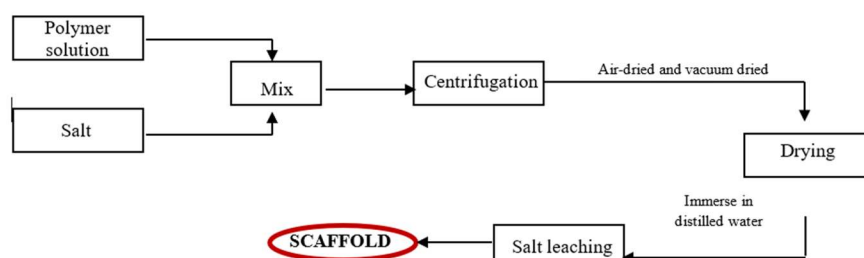 Polymer
solution
Salt
Mix
Centrifugation
Air-dried and vacuum dried
Drying
Immerse in
distilled water
Salt leaching
SCAFFOLD